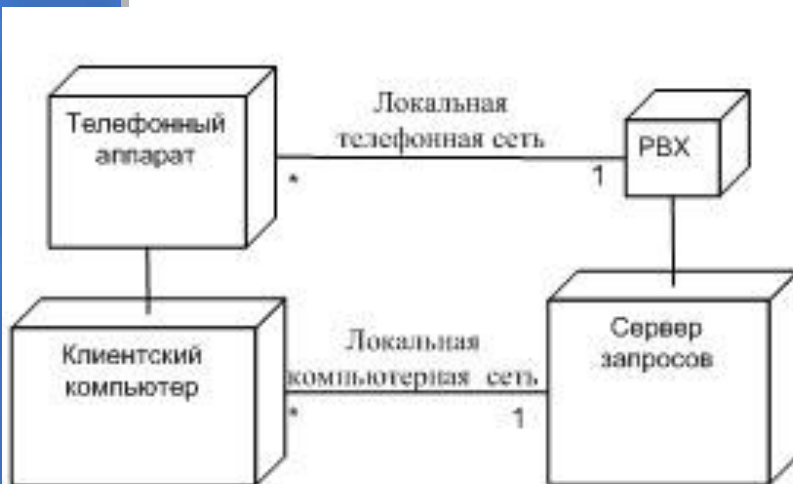 Телефонный
аппарат
Локальная
телефонная сеть
*
1
PBX
Клиентский
компьютер
Локальная
компьютерная сеть
*
1
Сервер
запросов